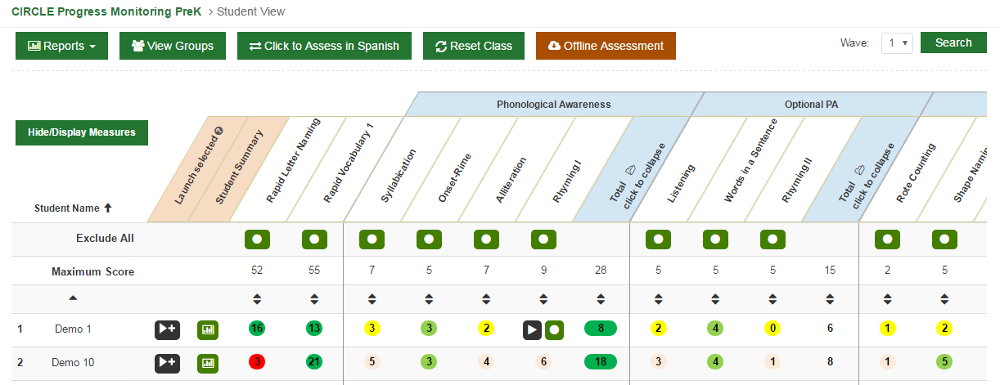 CIRCLE Progress Monitoring PreK > Student View
Reports View Groups Click to Assess in Spanish Reset Class Offline Assessment Wave: 1 Search
Phonological Awareness Optional PA
Hide/Display Measures
Launch selected
Student Summary
Rapid Letter Naming
Rapid Vocabulary 1
Syllabication
Onset-Rime
Alliteration
Rhyming I
Total
click to collapse
Listening
Words in a Sentence
Rhyming II
Total
click to collapse
Rote Counting
Shape Namin
Student Name
Exclude All
Maximum Score 52 55 7 5 7 9 28 5 5 5 15 2 5
1 Demo 1 16 13 3 3 2 8 2 4 0 6 1 2
2 Demo 10 3 21 5 3 4 6 18 3 4 1 8 1 5